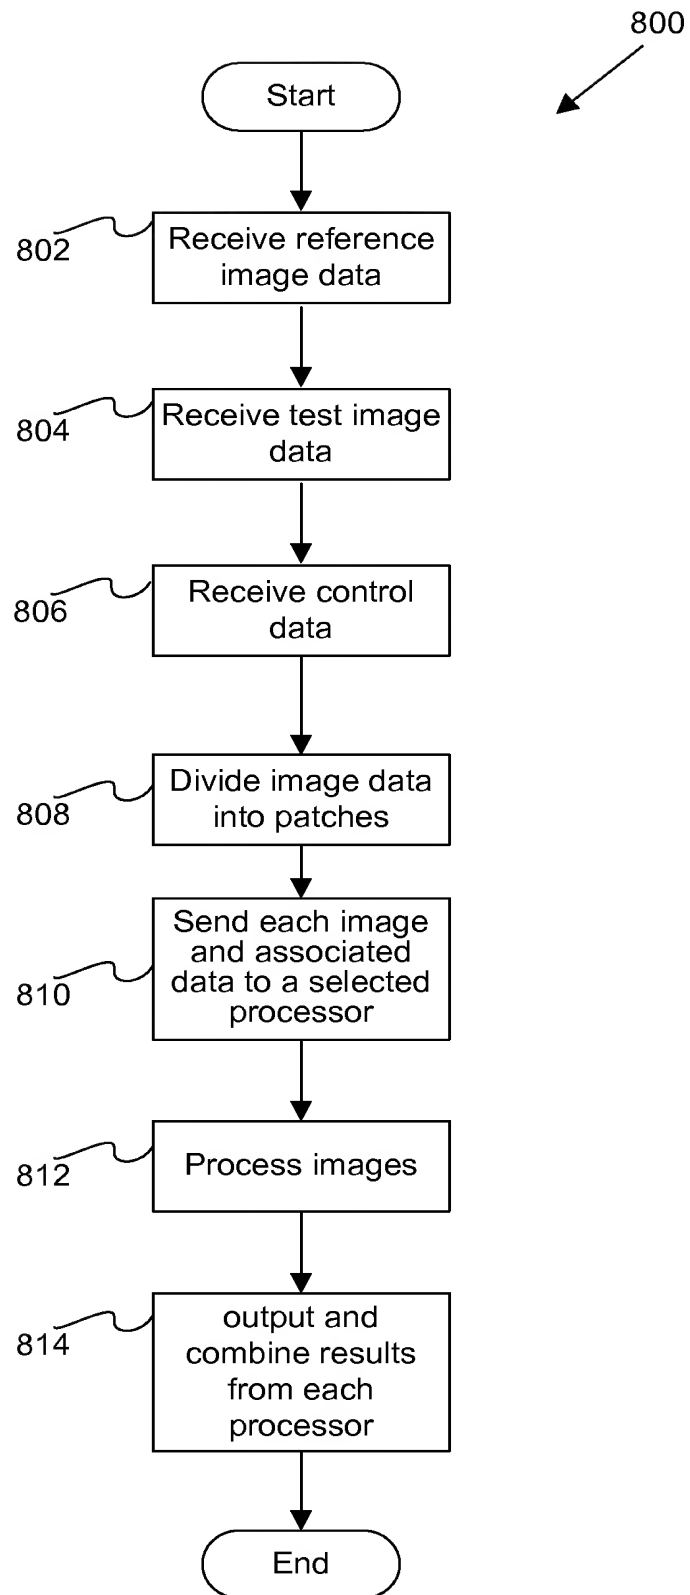 800
Start
802
Receive reference
image data
804
Receive test image
data
806
Receive control
data
808
Divide image data
into patches
810
Send each image
and associated
data to a selected
processor
812
Process images
814
output and
combine results
from each
processor
End